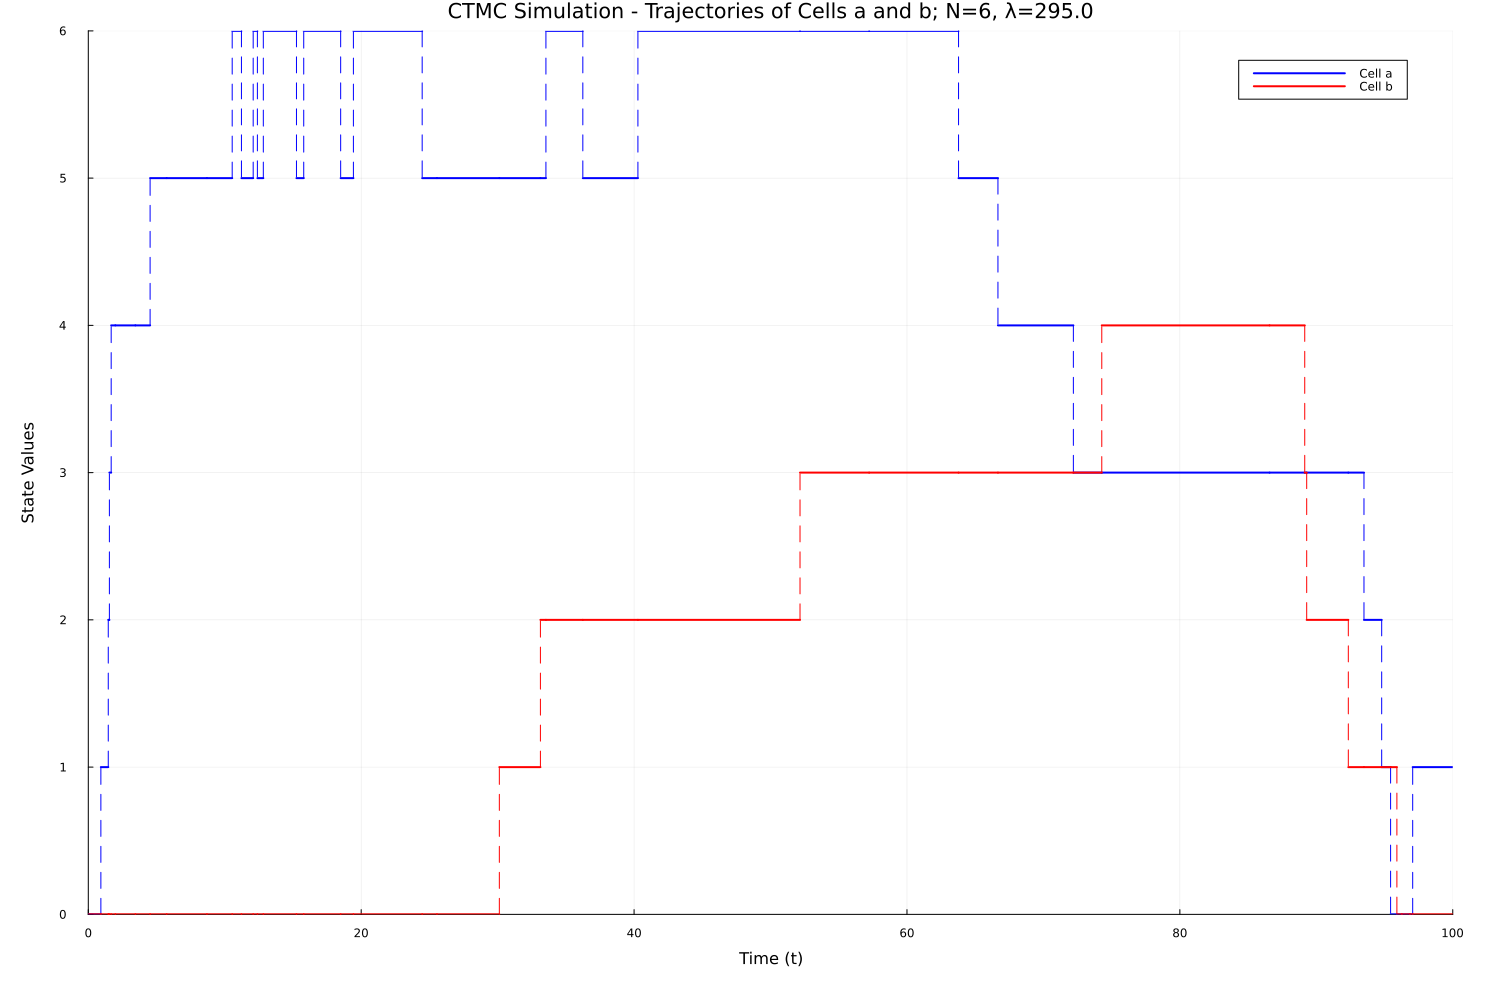 CTMC Simulation - Trajectories of Cells a and b; N=6, λ=295.0
6
Cell a
Cell b
5
4
State Values
3
2
1
0
0 20 40 60 80 100
Time (t)